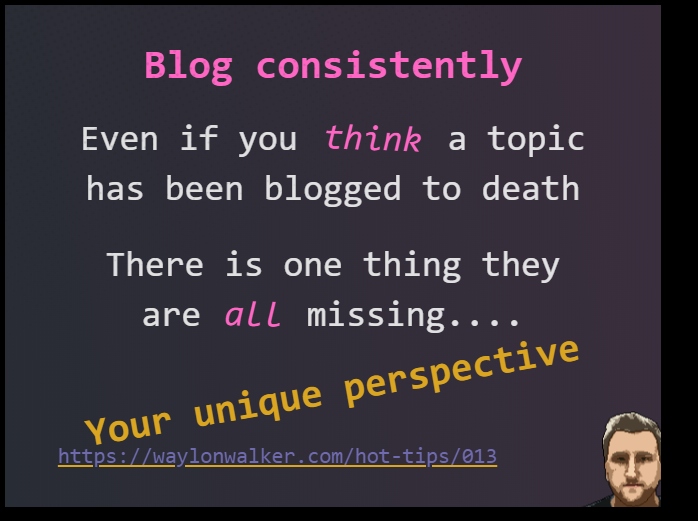 Blog consistently
Even if you think a topic
has been blogged to death
There is one thing they
are all missing....
Your unique perspective
https://waylonwalker.com/hot-tips/013